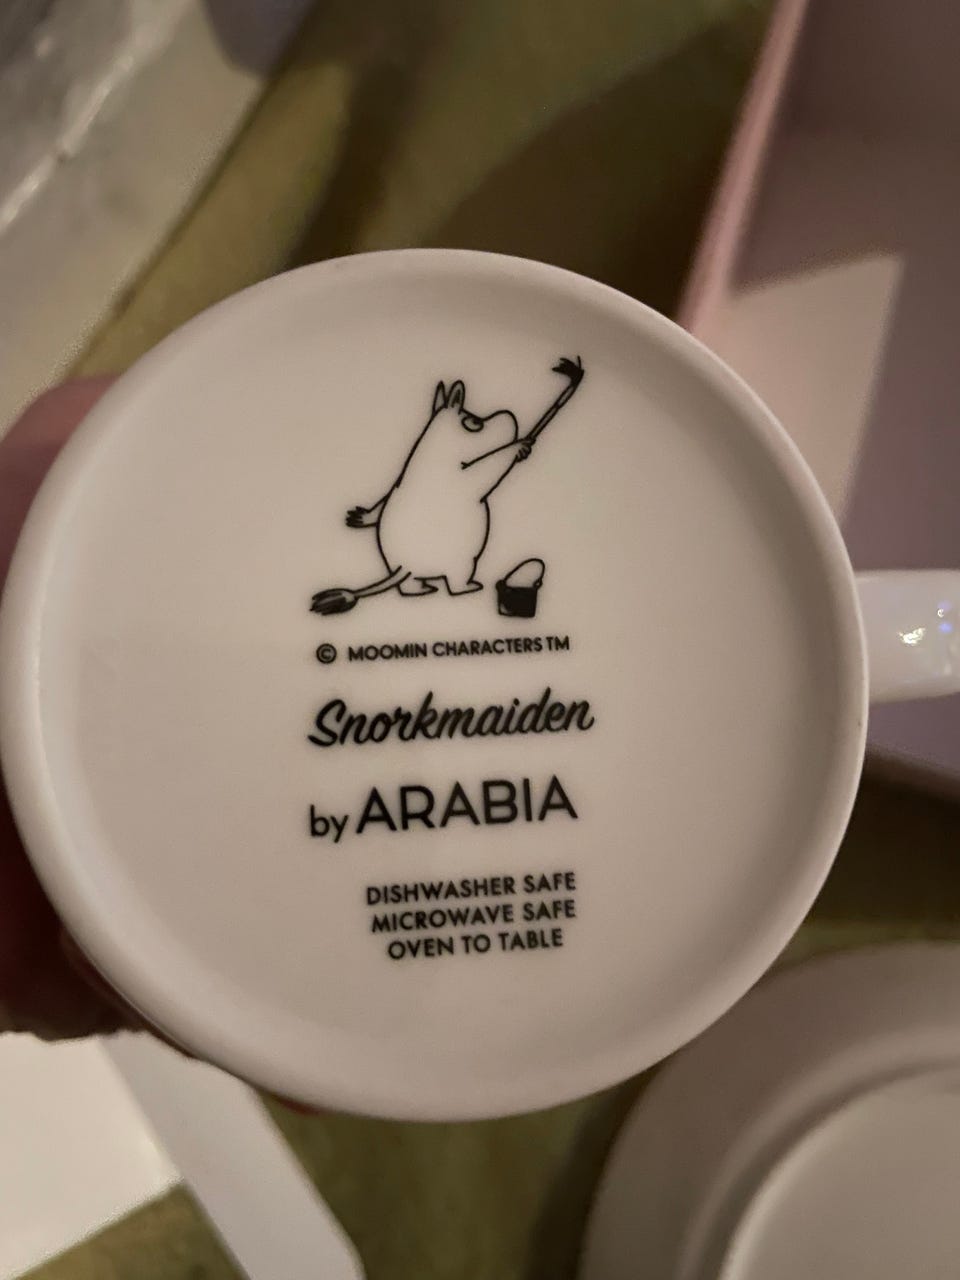 © MOOMIN CHARACTERS TM
Snorkmaiden
by ARABIA
DISHWASHER SAFE
MICROWAVE SAFE
OVEN TO TABLE